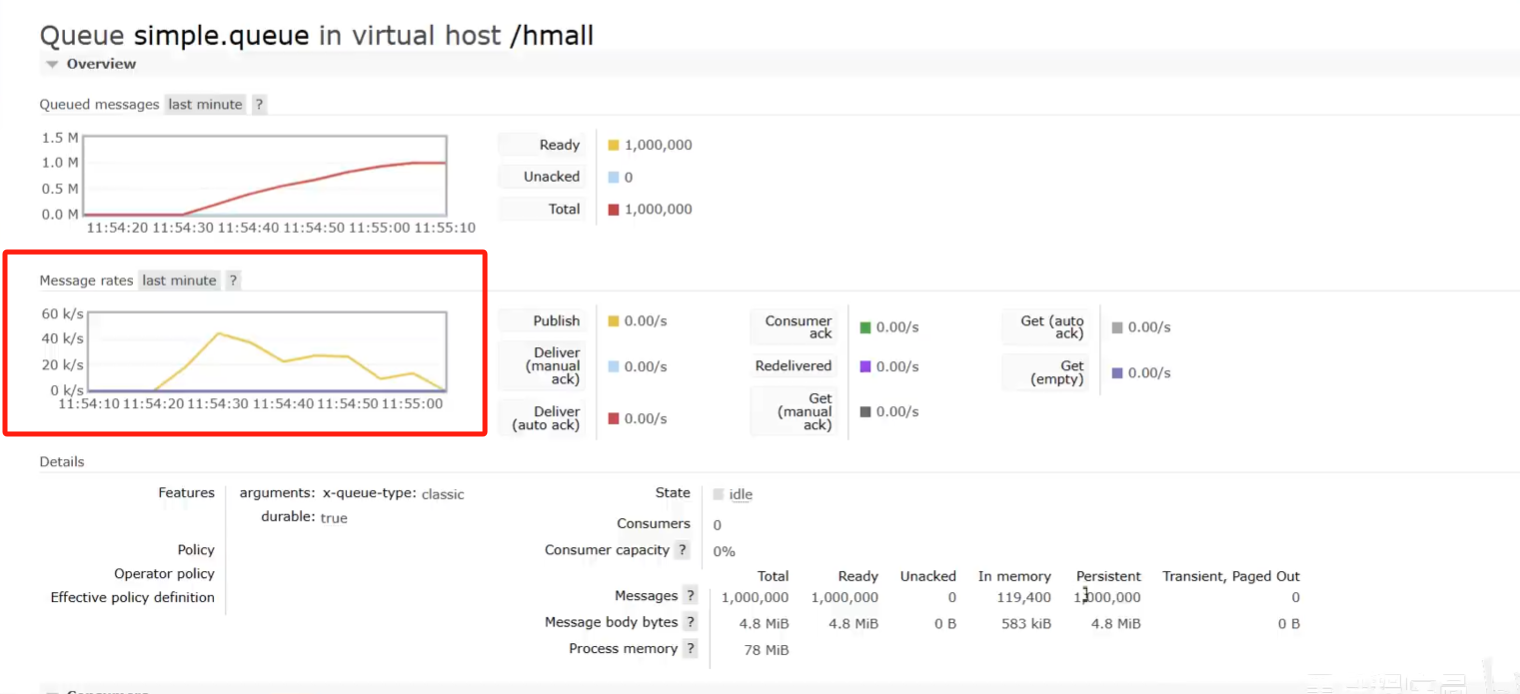 Queue simple.queue in virtual host /hmall
Overview
Queued messages last minute ?
1.5 M
1.0 M
0.5 M
0.0 M
11:54:20 11:54:30 11:54:40 11:54:50 11:55:00 11:55:10
Ready 1,000,000
Unacked 0
Total 1,000,000
Message rates last minute ?
60 k/s
40 k/s
20 k/s
0 k/s
11:54:10 11:54:20 11:54:30 11:54:40 11:54:50 11:55:00
Publish 0.00/s
Deliver
(manual
ack)
0.00/s
Deliver
(auto ack)
0.00/s
Consumer
ack
0.00/s
Redelivered 0.00/s
Get
(manual
ack)
0.00/s
Get (auto
ack)
0.00/s
Get
(empty)
0.00/s
Details
Features arguments: x-queue-type: classic
durable: true
Policy
Operator policy
Effective policy definition
State idle
Consumers 0
Consumer capacity ? 0%
Total Ready Unacked In memory Persistent Transient, Paged Out
Messages ? 1,000,000 1,000,000 0 119,400 1,000,000 0
Message body bytes ? 4.8 MiB 4.8 MiB 0 B 583 kiB 4.8 MiB 0 B
Process memory ? 78 MiB
Consumers